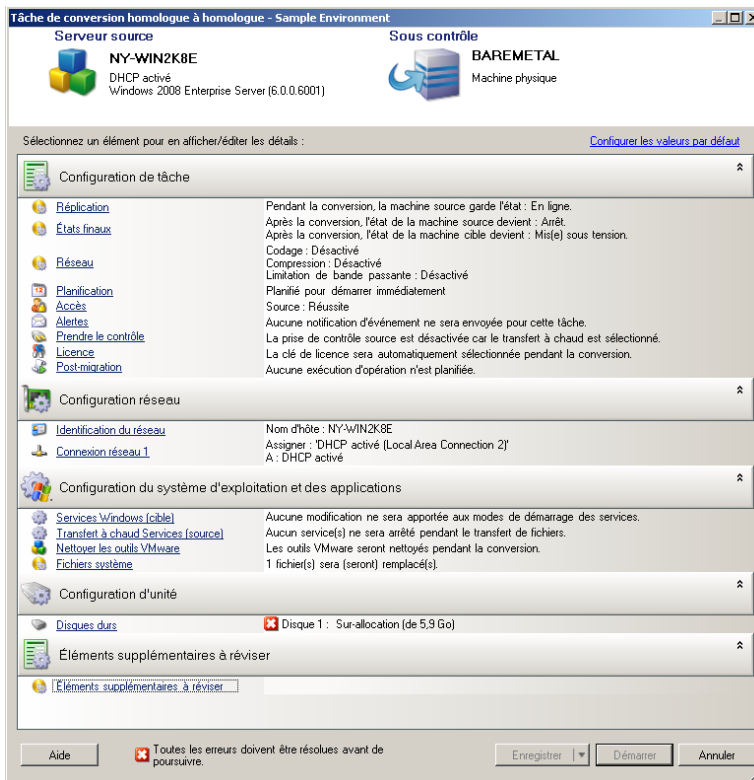 Tâche de conversion homologue à homologue - Sample Environment
Serveur source
Sous contrôle
NY-WIN2K8E
DHCP activé
Windows 2008 Enterprise Server (6.0.0.6001)
BAREMETAL
Machine physique
Sélectionnez un élément pour en afficher/éditer les détails :
Configurer les valeurs par défaut
Configuration de tâche
Réplication
Pendant la conversion, la machine source garde l'état : En ligne.
États finaux
Après la conversion, l'état de la machine source devient : Arrêt.
Après la conversion, l'état de la machine cible devient : Mis(e) sous tension.
Réseau
Codage : Désactivé
Compression : Désactivé
Limitation de bande passante : Désactivé
Planification
Planifié pour démarrer immédiatement
Accès
Source : Réussite
Alertes
Aucune notification d'événement ne sera envoyée pour cette tâche.
Prendre le contrôle
La prise de contrôle source est désactivée car le transfert à chaud est sélectionné.
Licence
La clé de licence sera automatiquement sélectionnée pendant la conversion.
Post-migration
Aucune exécution d'opération n'est planifiée.
Configuration réseau
Identification du réseau
Nom d'hôte : NY-WIN2K8E
Connexion réseau 1
Assigner : 'DHCP activé (Local Area Connection 2)'
A : DHCP activé
Configuration du système d'exploitation et des applications
Services Windows (cible)
Aucune modification ne sera apportée aux modes de démarrage des services.
Transfert à chaud Services (source)
Aucun service(s) ne sera arrêté pendant le transfert de fichiers.
Nettoyer les outils VMware
Les outils VMware seront nettoyés pendant la conversion.
Fichiers système
1 fichier(s) sera (seront) remplacé(s).
Configuration d'unité
Disques durs
Disque 1 : Sur-allocation (de 5,9 Go)
Éléments supplémentaires à réviser
Éléments supplémentaires à réviser
Aide
Toutes les erreurs doivent être résolues avant de
poursuivre.
Enregistrer
Démarrer
Annuler